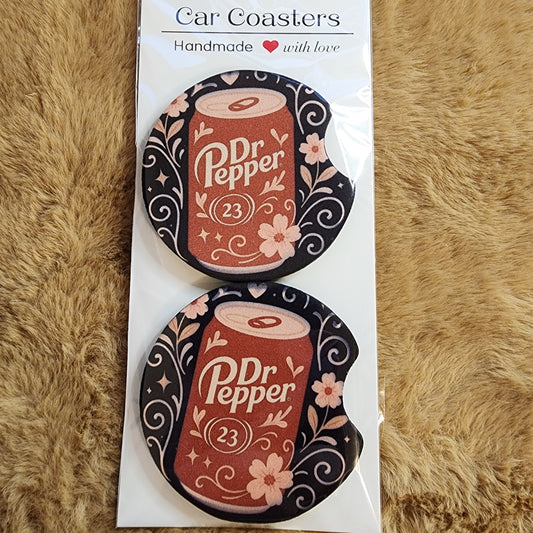 Car Coasters
Handmade ❤ with love
Dr
Pepper
23
Dr
Pepper
23